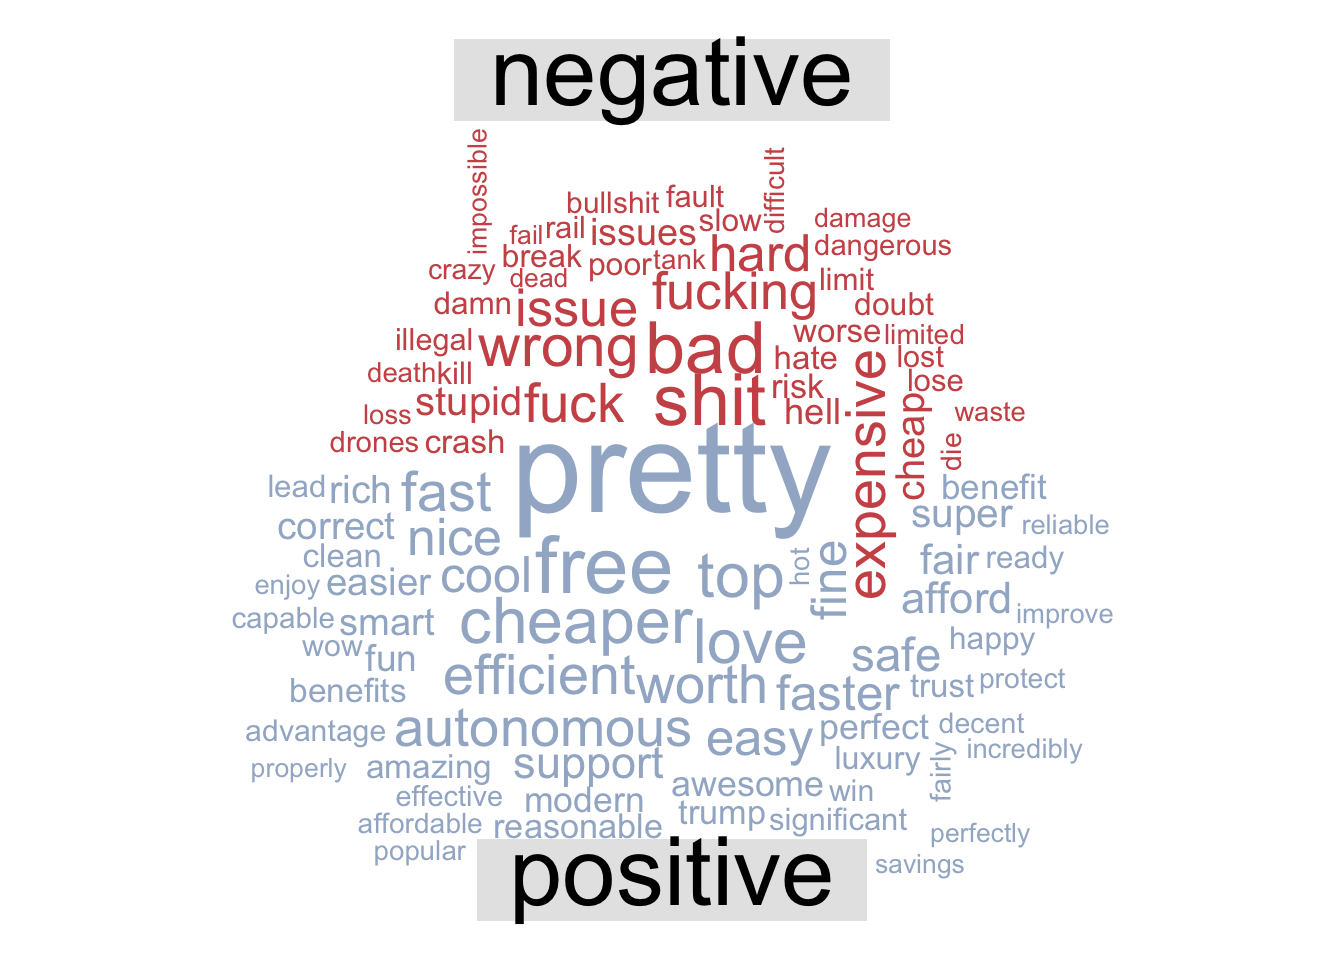 negative
impossible
difficult
bullshit fault
fail rail issues slow damage
crazy break poor tank hard dangerous
dead
damn issue fucking limit doubt
illegal wrong bad worse limited
hate lost
death kill shit risk lose
loss stupid fuck hell expensive cheap waste
drones crash die
pretty
lead rich fast benefit
correct nice super reliable
clean cool free top hot fine fair ready
enjoy easier afford
capable smart cheaper love improve
wow fun safe happy
benefits efficient worth faster trust protect
advantage autonomous easy perfect decent
properly amazing support luxury incredibly
effective modern awesome win fairly
affordable reasonable trump significant
popular perfectly
savings
positive